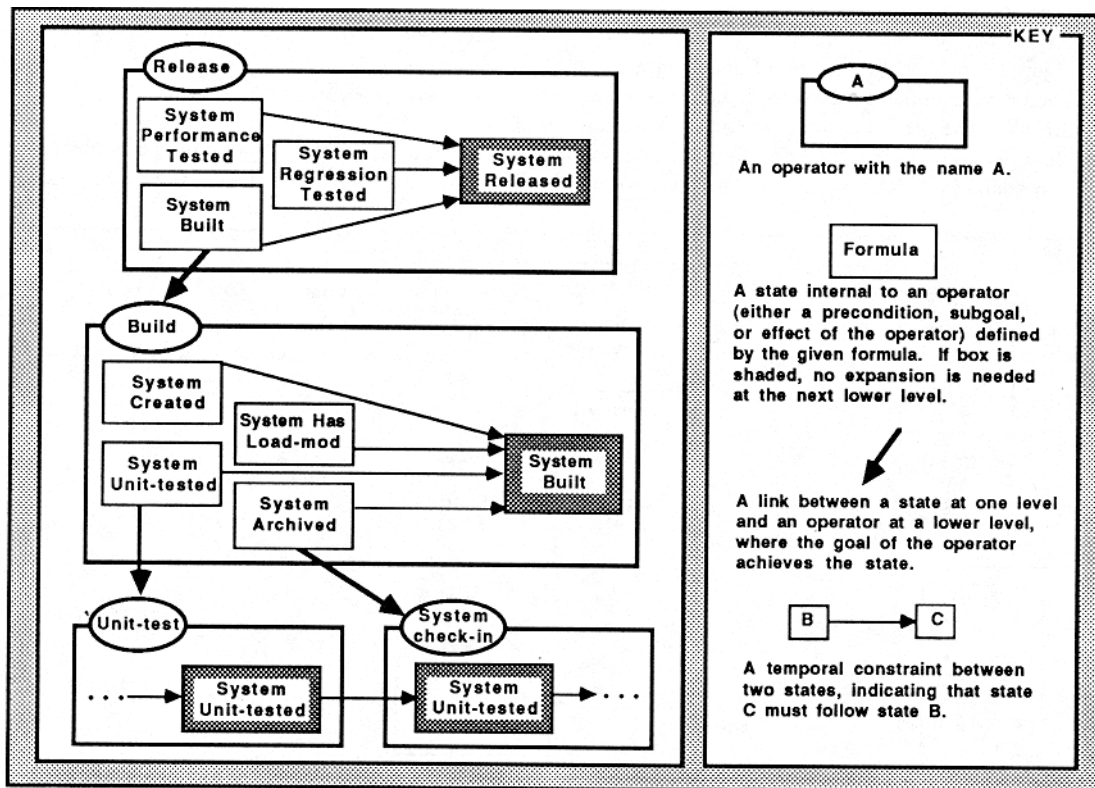 Release
System
Performance
Tested
System
Regression
Tested
System
Released
System
Built
Build
System
Created
System Has
Load-mod
System
Unit-tested
System
Built
System
Archived
Unit-test
System
check-in
. . .
System
Unit-tested
System
Unit-tested
. . .
KEY
A
An operator with the name A.
Formula
A state internal to an operator
(either a precondition, subgoal,
or effect of the operator) defined
by the given formula. If box is
shaded, no expansion is needed
at the next lower level.
A link between a state at one level
and an operator at a lower level,
where the goal of the operator
achieves the state.
B
C
A temporal constraint between
two states, indicating that state
C must follow state B.